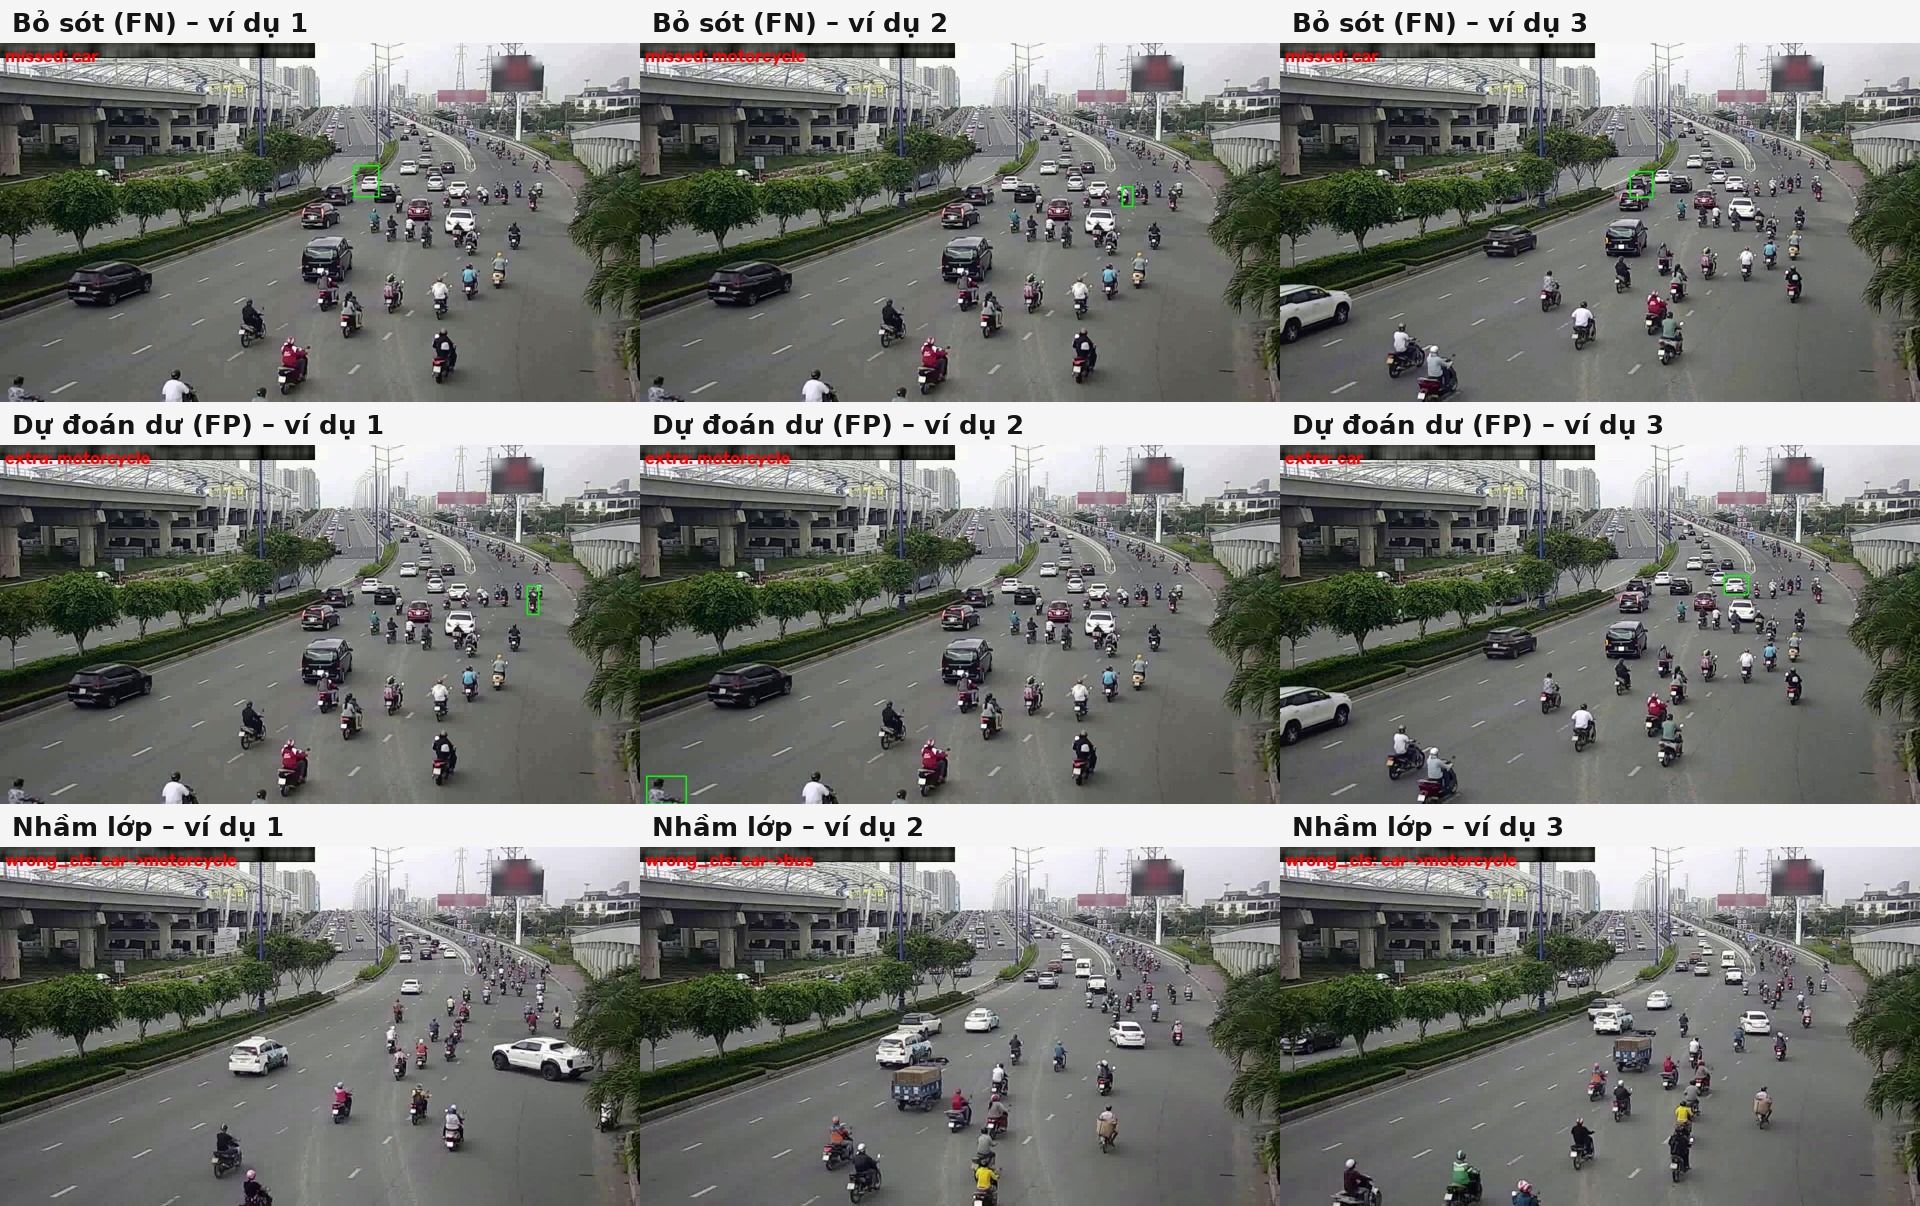 Bỏ sót (FN) – ví dụ 1
missed: car
Bỏ sót (FN) – ví dụ 2
missed: motorcycle
Bỏ sót (FN) – ví dụ 3
missed: car
Dự đoán dư (FP) – ví dụ 1
extra: motorcycle
Dự đoán dư (FP) – ví dụ 2
extra: motorcycle
Dự đoán dư (FP) – ví dụ 3
extra: car
Nhầm lớp – ví dụ 1
wrong_cls: car->motorcycle
Nhầm lớp – ví dụ 2
wrong_cls: car->bus
Nhầm lớp – ví dụ 3
wrong_cls: car->motorcycle